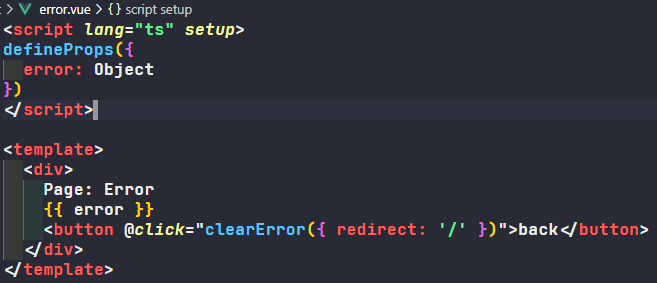 error.vue > {} script setup
<script lang="ts" setup>
defineProps({
  error: Object
})
</script>

<template>
  <div>
    Page: Error
    {{ error }}
    <button @click="clearError({ redirect: '/' })">back</button>
  </div>
</template>